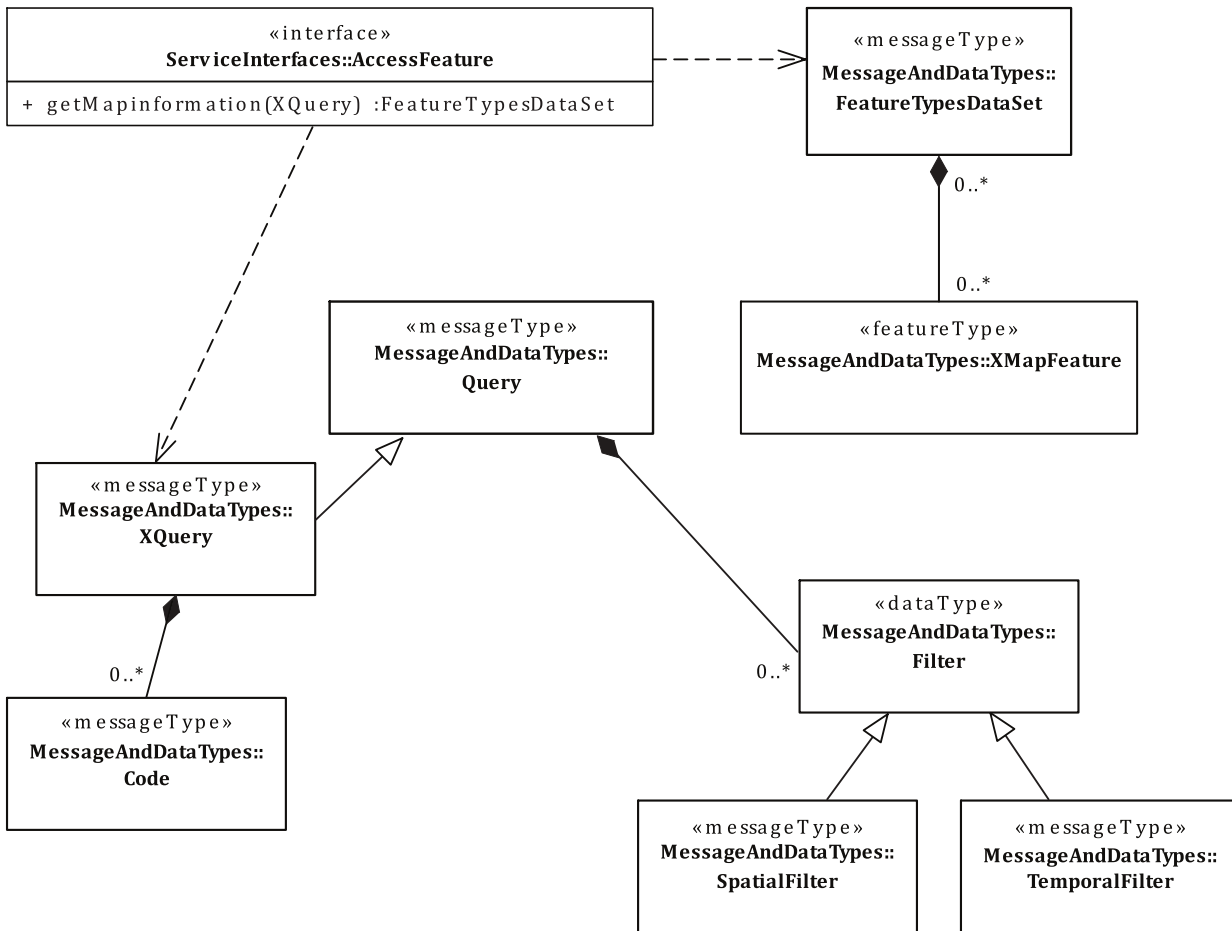 «interface»
ServiceInterfaces::AccessFeature
+ getMapinformation(XQuery) :FeatureTypesDataSet
«messageType»
MessageAndDataTypes::
FeatureTypesDataSet
0..*
0..*
«featureType»
MessageAndDataTypes::XMapFeature
«messageType»
MessageAndDataTypes::
Query
«messageType»
MessageAndDataTypes::
XQuery
0..*
«messageType»
MessageAndDataTypes::
Code
0..*
«dataType»
MessageAndDataTypes::
Filter
«messageType»
MessageAndDataTypes::
SpatialFilter
«messageType»
MessageAndDataTypes::
TemporalFilter